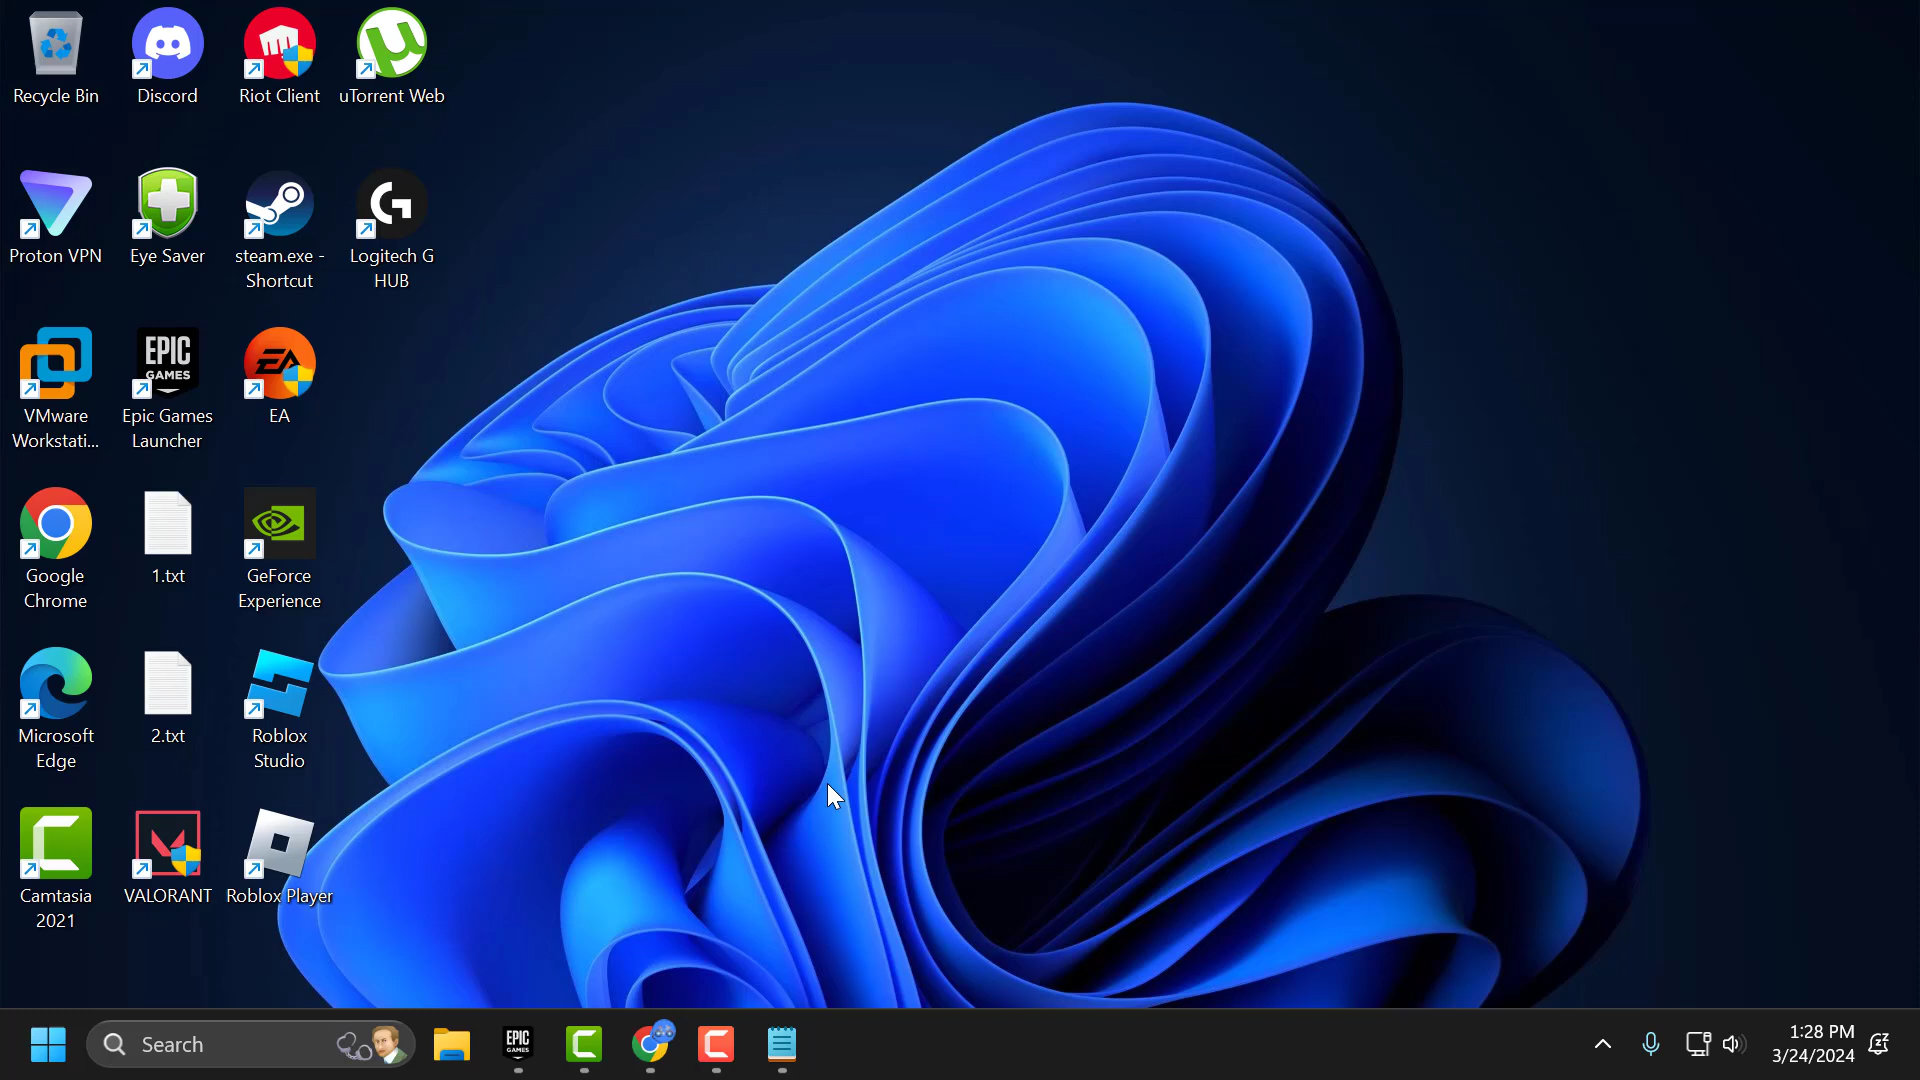 Recycle Bin
Discord
Riot Client
uTorrent Web
Proton VPN
Eye Saver
steam.exe -
Shortcut
Logitech G
HUB
EPIC
GAMES
EA
VMware
Workstati...
Epic Games
Launcher
EA
Google
Chrome
1.txt
GeForce
Experience
Microsoft
Edge
2.txt
Roblox
Studio
Camtasia
2021
VALORANT
Roblox Player
Search
EPIC
GAMES
1:28 PM
3/24/2024